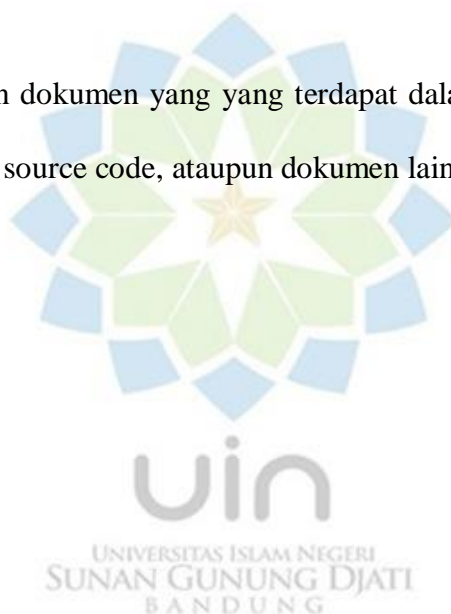 dokumen yang yang terdapat dala
source code, ataupun dokumen lain
uin
UNIVERSITAS ISLAM NEGERI
SUNAN GUNUNG DJATI
BANDUNG